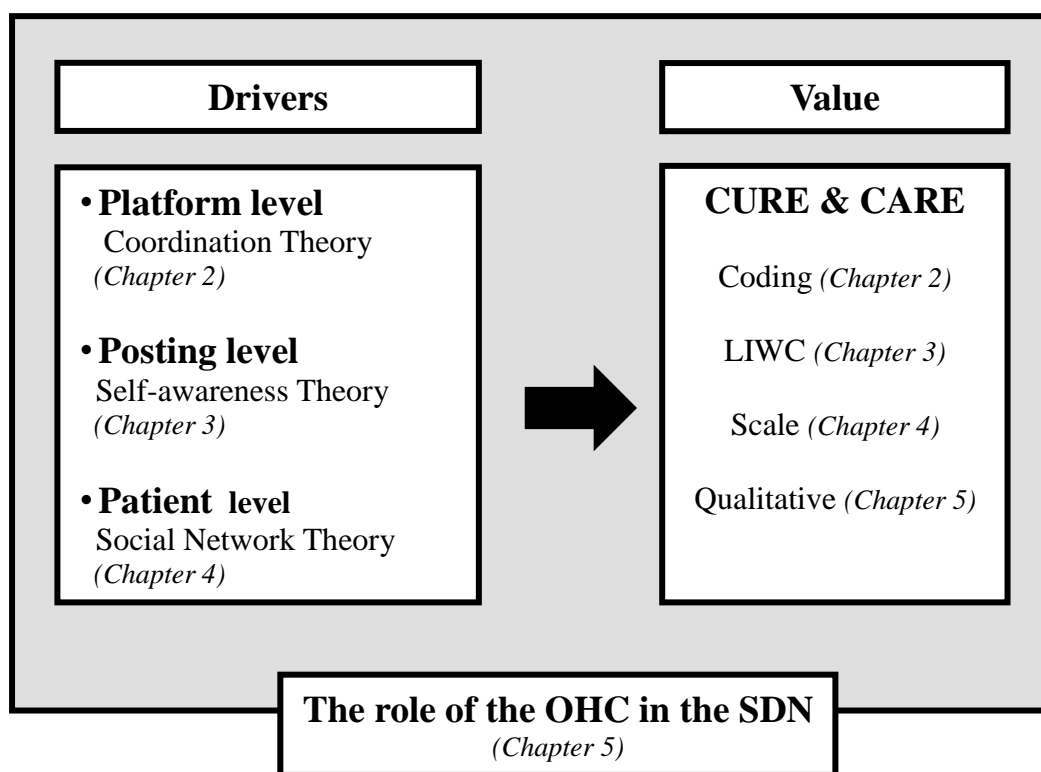 Drivers
• Platform level
Coordination Theory
(Chapter 2)
• Posting level
Self-awareness Theory
(Chapter 3)
• Patient level
Social Network Theory
(Chapter 4)
Value
CURE & CARE
Coding (Chapter 2)
LIWC (Chapter 3)
Scale (Chapter 4)
Qualitative (Chapter 5)
The role of the OHC in the SDN
(Chapter 5)